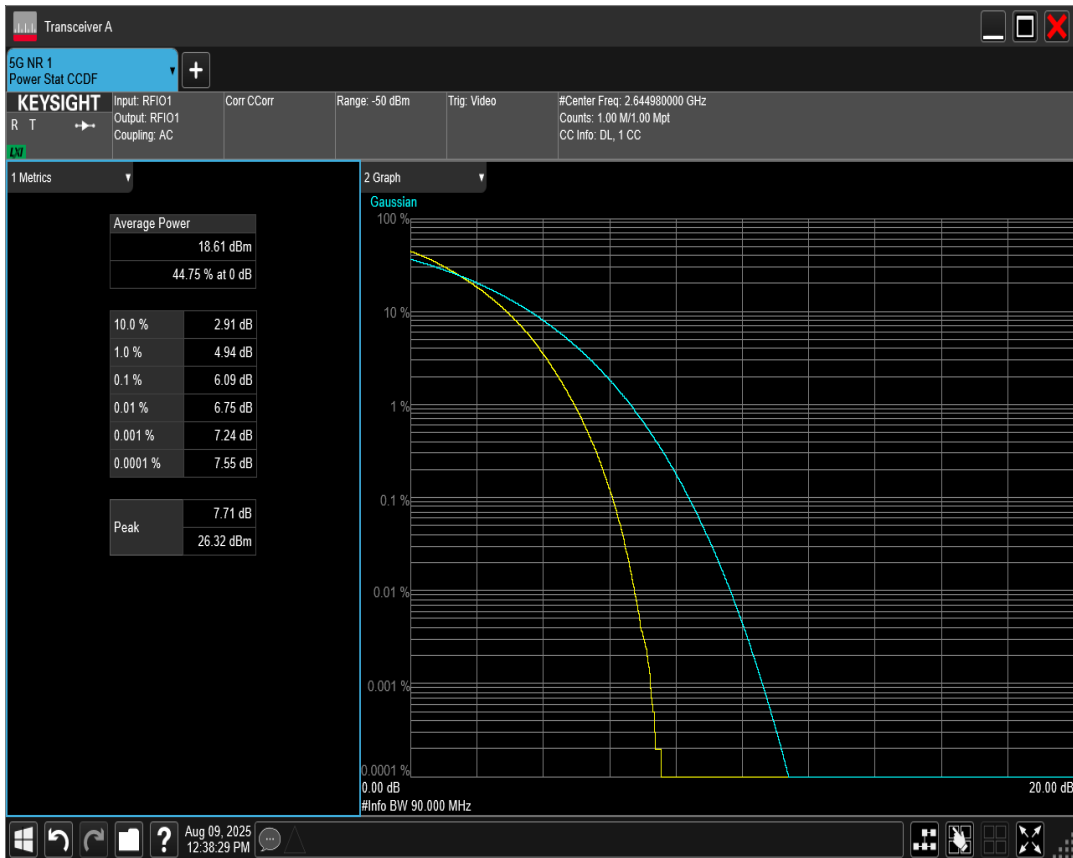 Transceiver A
5G NR 1
Power Stat CCDF
+
KEYSIGHT
R T
LXI
Input: RFIO1
Output: RFIO1
Coupling: AC
Corr CCorr
Range: -50 dBm
Trig: Video
#Center Freq: 2.644980000 GHz
Counts: 1.00 M/1.00 Mpt
CC Info: DL, 1 CC
1 Metrics
Average Power
18.61 dBm
44.75 % at 0 dB
10.0 % 2.91 dB
1.0 % 4.94 dB
0.1 % 6.09 dB
0.01 % 6.75 dB
0.001 % 7.24 dB
0.0001 % 7.55 dB
Peak
7.71 dB
26.32 dBm
2 Graph
Gaussian
100 %
10 %
1 %
0.1 %
0.01 %
0.001 %
0.0001 %
0.00 dB
20.00 dB
#Info BW 90.000 MHz
?
Aug 09, 2025
12:38:29 PM